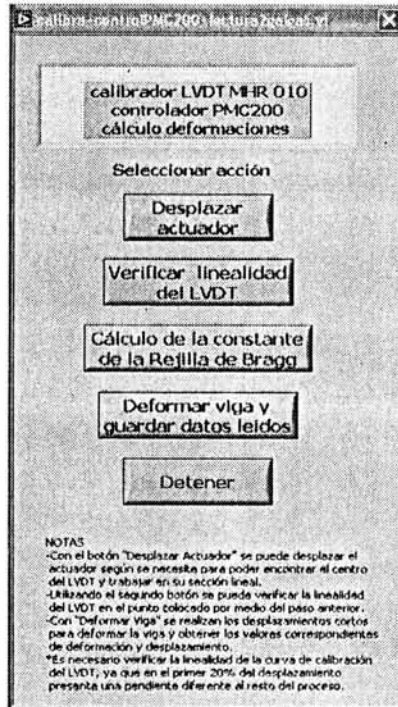 calibra-controlPMC200+lectura2galgas.vi
calibrador LVDT MHR 010
controlador PMC200
cálculo deformaciones
Seleccionar acción
Desplazar
actuador
Verificar linealidad
del LVDT
Cálculo de la constante
de la Rejilla de Bragg
Deformar viga y
guardar datos leidos
Detener
NOTAS
-Con el botón "Desplazar Actuador" se puede desplazar el
actuador según se necesita para poder encontrar el centro
del LVDT y trabajar en su sección lineal.
-Utilizando el segundo botón se puede verificar la linealidad
del LVDT en el punto colocado por medio del paso anterior.
-Con "Deformar Viga" se realizan los desplazamientos cortos
para deformar la viga y obtener los valores correspondientes
de deformación y desplazamiento.
*Es necesario verificar la linealidad de la curva de calibración
del LVDT, ya que en el primer 20% del desplazamiento
presenta una pendiente diferente al resto del proceso.